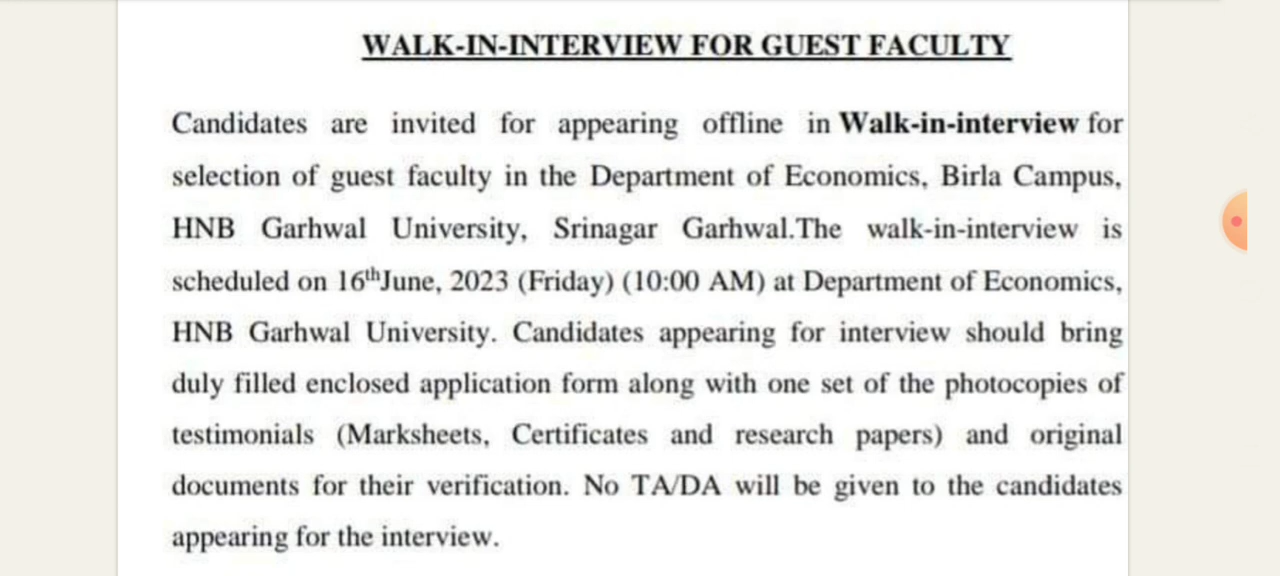 WALK-IN-INTERVIEW FOR GUEST FACULTY
Candidates are invited for appearing offline in Walk-in-interview for
selection of guest faculty in the Department of Economics, Birla Campus,
HNB Garhwal University, Srinagar Garhwal.The walk-in-interview is
scheduled on 16thJune, 2023 (Friday) (10:00 AM) at Department of Economics,
HNB Garhwal University. Candidates appearing for interview should bring
duly filled enclosed application form along with one set of the photocopies of
testimonials (Marksheets, Certificates and research papers) and original
documents for their verification. No TA/DA will be given to the candidates
appearing for the interview.